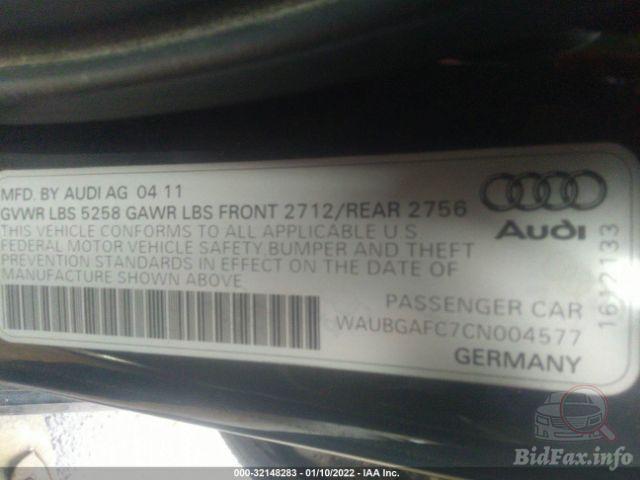 MFD. BY AUDI AG 04 11
GVWR LBS 5258 GAWR LBS FRONT 2712/REAR 2756
THIS VEHICLE CONFORMS TO ALL APPLICABLE U.S.
FEDERAL MOTOR VEHICLE SAFETY, BUMPER AND THEFT
PREVENTION STANDARDS IN EFFECT ON THE DATE OF
MANUFACTURE SHOWN ABOVE
Audi
PASSENGER CAR
WAUBGAFC7CN004577
GERMANY
1612133
BidFax.info
000-32148283 - 01/10/2022 - IAA Inc.